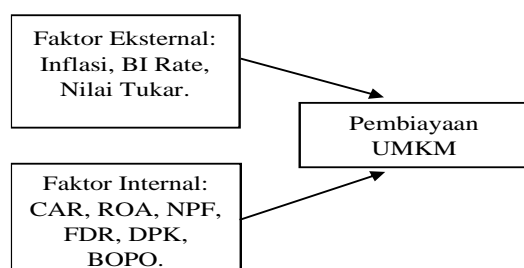 Faktor Eksternal:
Inflasi, BI Rate,
Nilai Tukar.
Pembiayaan
UMKM
Faktor Internal:
CAR, ROA, NPF,
FDR, DPK,
BOPO.